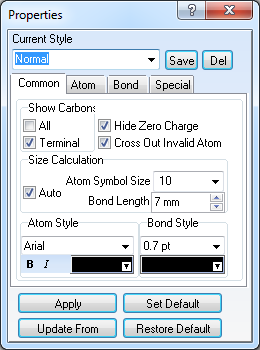 Properties
?
Current Style
Normal
Save
Del
Common
Atom
Bond
Special
Show Carbons
All
Hide Zero Charge
Terminal
Cross Out Invalid Atom
Size Calculation
Auto
Atom Symbol Size
10
Bond Length
7 mm
Atom Style
Bond Style
Arial
0.7 pt
B I
Apply
Set Default
Update From
Restore Default